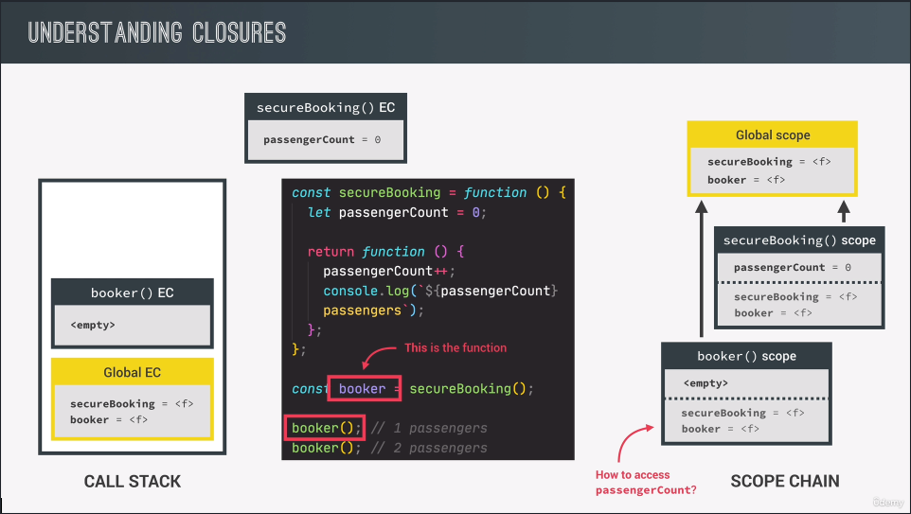 UNDERSTANDING CLOSURES
secureBooking() EC
passengerCount = 0
booker() EC
<empty>
Global EC
secureBooking = <f>
booker = <f>
CALL STACK
const secureBooking = function () {
let passengerCount = 0;
return function () {
passengerCount++;
console.log(`${passengerCount}
passengers`);
};
};
This is the function
const booker = secureBooking();
booker(); // 1 passengers
booker(); // 2 passengers
Global scope
secureBooking = <f>
booker = <f>
secureBooking() scope
passengerCount = 0
secureBooking = <f>
booker = <f>
booker() scope
<empty>
secureBooking = <f>
booker = <f>
How to access
passengerCount?
SCOPE CHAIN
Udemy